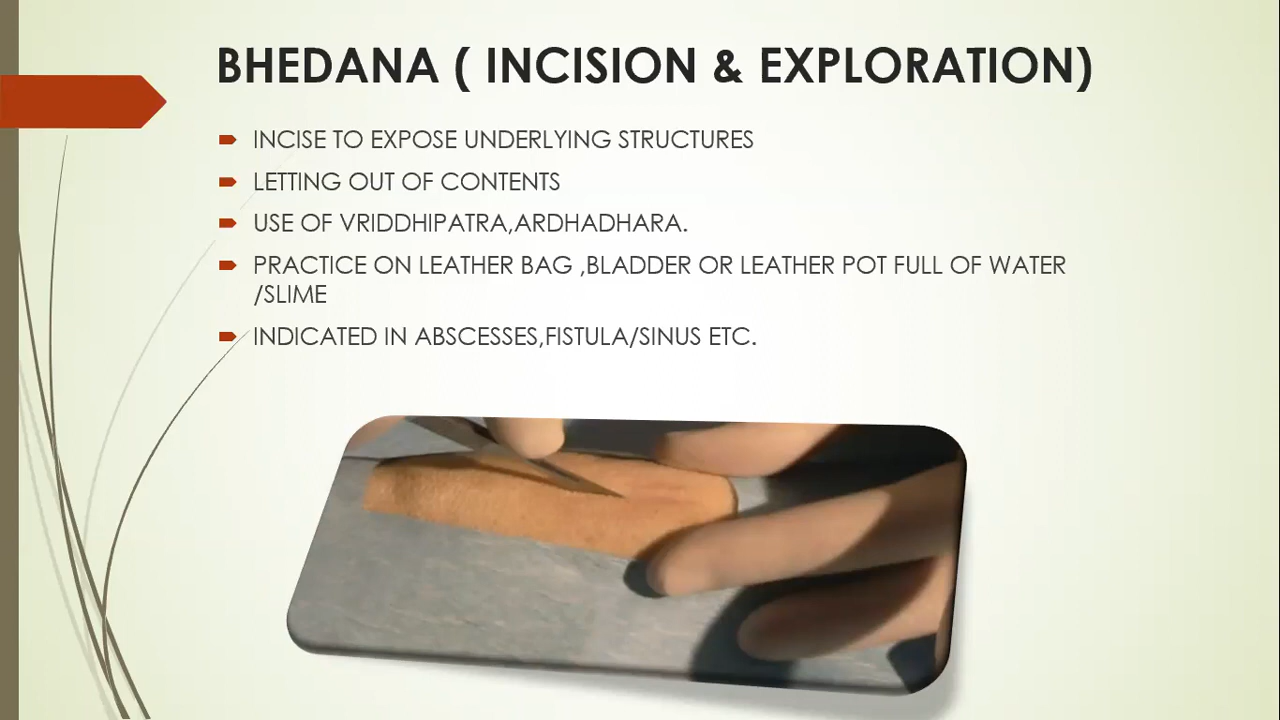 BHEDANA ( INCISION & EXPLORATION)
INCISE TO EXPOSE UNDERLYING STRUCTURES
LETTING OUT OF CONTENTS
USE OF VRIDDHIPATRA,ARDHADHARA.
PRACTICE ON LEATHER BAG ,BLADDER OR LEATHER POT FULL OF WATER
/SLIME
INDICATED IN ABSCESSES,FISTULA/SINUS ETC.